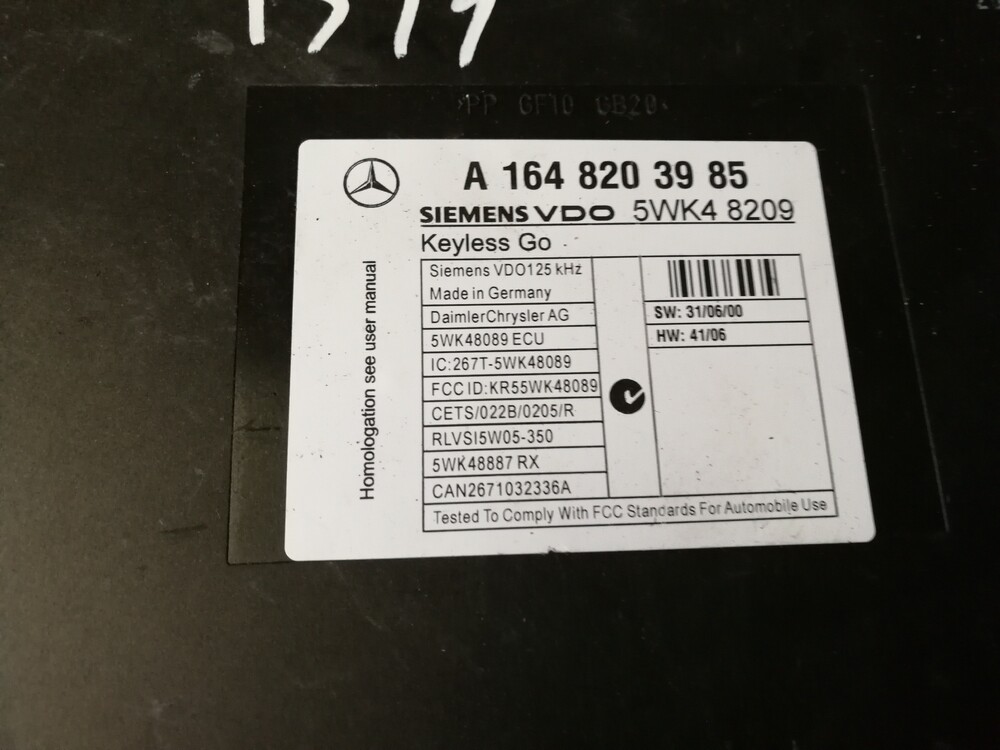 >PP GF10 GB20<
A 164 820 39 85
SIEMENS VDO 5WK4 8209
Keyless Go
Homologation see user manual
Siemens VDO125 kHz
Made in Germany
DaimlerChrysler AG
5WK48089 ECU
IC:267T-5WK48089
FCC ID:KR55WK48089
CETS/022B/0205/R
RLVSI5W05-350
5WK48887 RX
CAN2671032336A
SW: 31/06/00
HW: 41/06
Tested To Comply With FCC Standards For Automobile Use